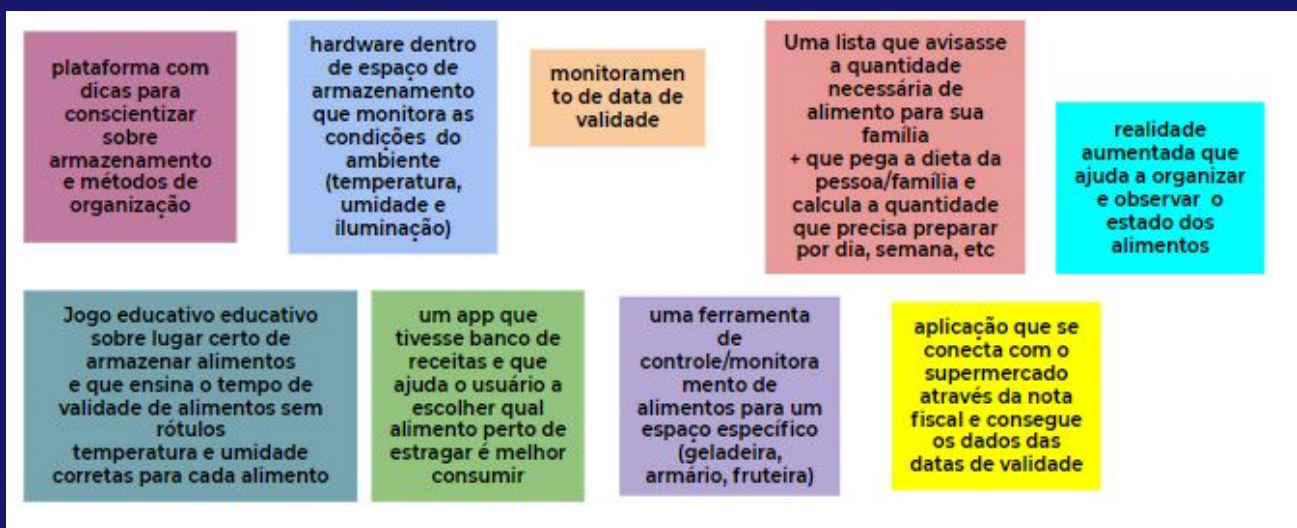 plataforma com
dicas para
conscientizar
sobre
armazenamento
e métodos de
organização
hardware dentro
de espaço de
armazenamento
que monitora as
condições do
ambiente
(temperatura,
umidade e
iluminação)
monitoramen
to de data de
validade
Uma lista que avisasse
a quantidade
necessária de
alimento para sua
família
+ que pega a dieta da
pessoa/família e
calcula a quantidade
que precisa preparar
por dia, semana, etc
realidade
aumentada que
ajuda a organizar
e observar o
estado dos
alimentos
Jogo educativo educativo
sobre lugar certo de
armazenar alimentos
e que ensina o tempo de
validade de alimentos sem
rótulos
temperatura e umidade
corretas para cada alimento
um app que
tivesse banco de
receitas e que
ajuda o usuário a
escolher qual
alimento perto de
estragar é melhor
consumir
uma ferramenta
de
controle/monitora
mento de
alimentos para um
espaço específico
(geladeira,
armário, fruteira)
aplicação que se
conecta com o
supermercado
através da nota
fiscal e consegue
os dados das
datas de validade